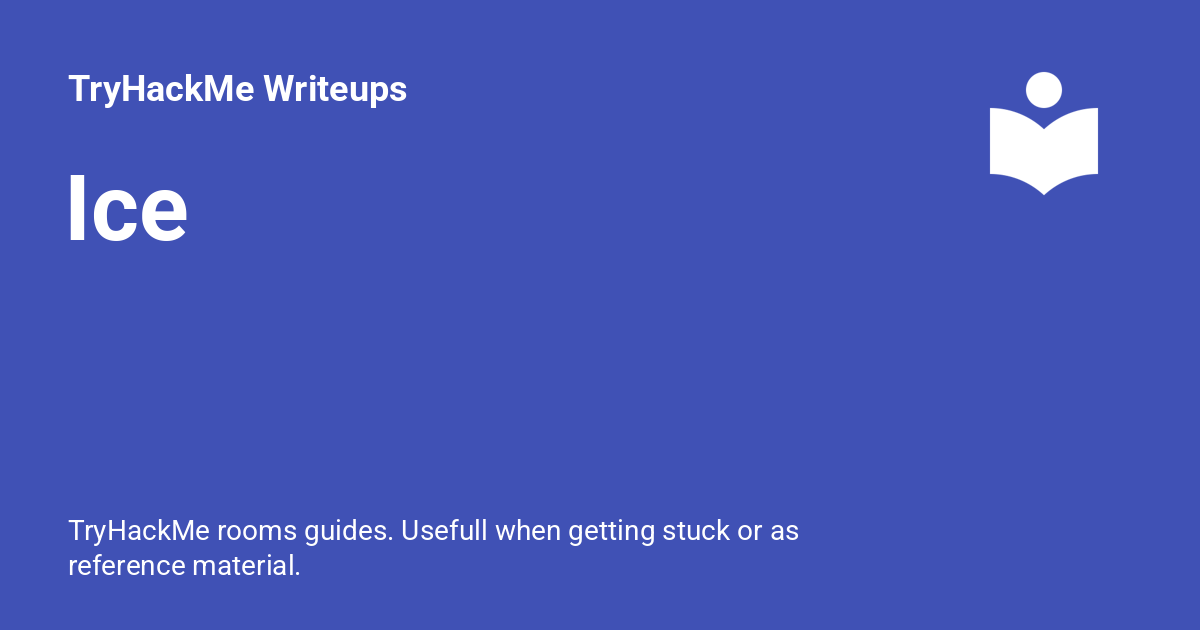 TryHackMe Writeups
Ice
TryHackMe rooms guides. Usefull when getting stuck or as
reference material.